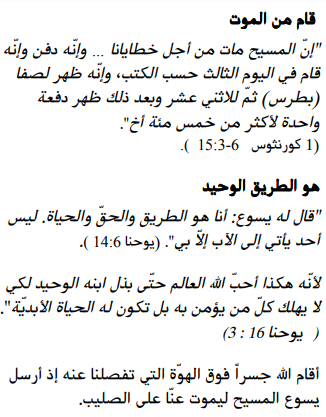 قام من الموت
"إنّ المسيح مات من أجل خطايانا ... وإنّه دفن وإنّه
قام في اليوم الثالث حسب الكتب، وإنّه ظهر لصفا
(بطرس) ثمّ للاثني عشر وبعد ذلك ظهر دفعة
واحدة لأكثر من خمس مئة أخ".
(1 كورنثوس 15:3-6 ).
هو الطريق الوحيد
"قال له يسوع: أنا هو الطريق والحقّ والحياة. ليس
أحد يأتي إلى الآب إلاّ بي". (يوحنا 14:6 ).
لأنّه هكذا أحبّ الله العالم حتّى بذل ابنه الوحيد لكي
لا يهلك كلّ من يؤمن به بل تكون له الحياة الأبديّة".
( يوحنا 16 : 3 )
أقام الله جسراً فوق الهوّة التي تفصلنا عنه إذ أرسل
يسوع المسيح ليموت عنّا على الصليب.